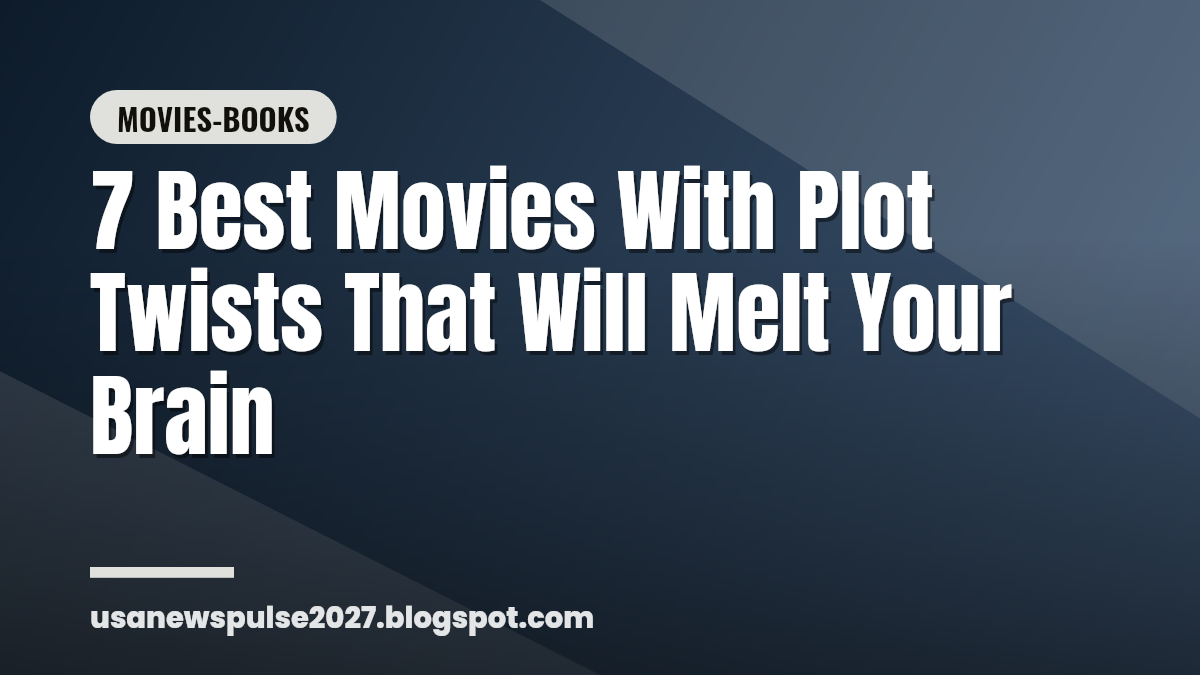 MOVIES-BOOKS
7 Best Movies With Plot
Twists That Will Melt Your
Brain
usanewspulse2027.blogspot.com